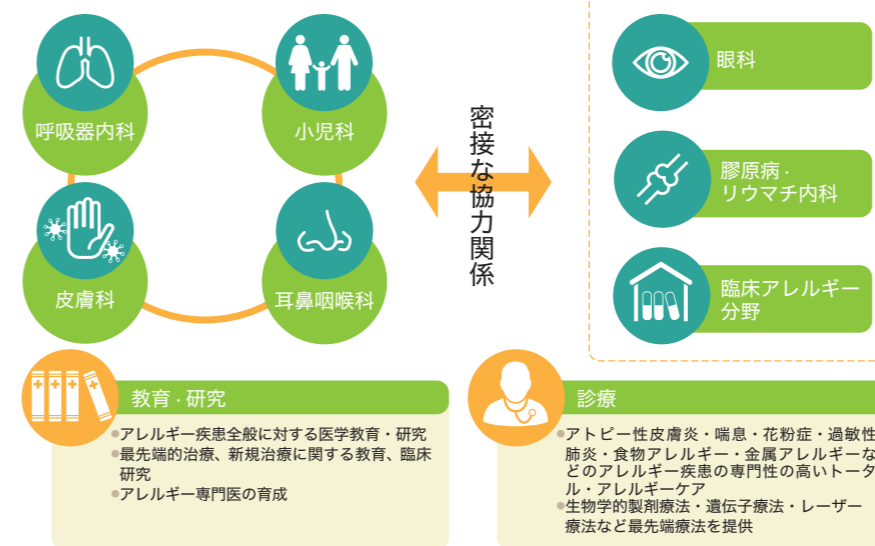 呼吸器内科
小児科
皮膚科
耳鼻咽喉科
密接な協力関係
眼科
膠原病・
リウマチ内科
臨床アレルギー
分野
教育・研究
●アレルギー疾患全般に対する医学教育・研究
●最先端的治療、新規治療に関する教育、臨床
研究
●アレルギー専門医の育成
診療
●アトピー性皮膚炎・喘息・花粉症・過敏性
肺炎・食物アレルギー・金属アレルギーな
どのアレルギー疾患の専門性の高いトータ
ル・アレルギーケア
●生物学的製剤療法・遺伝子療法・レーザー
療法など最先端療法を提供